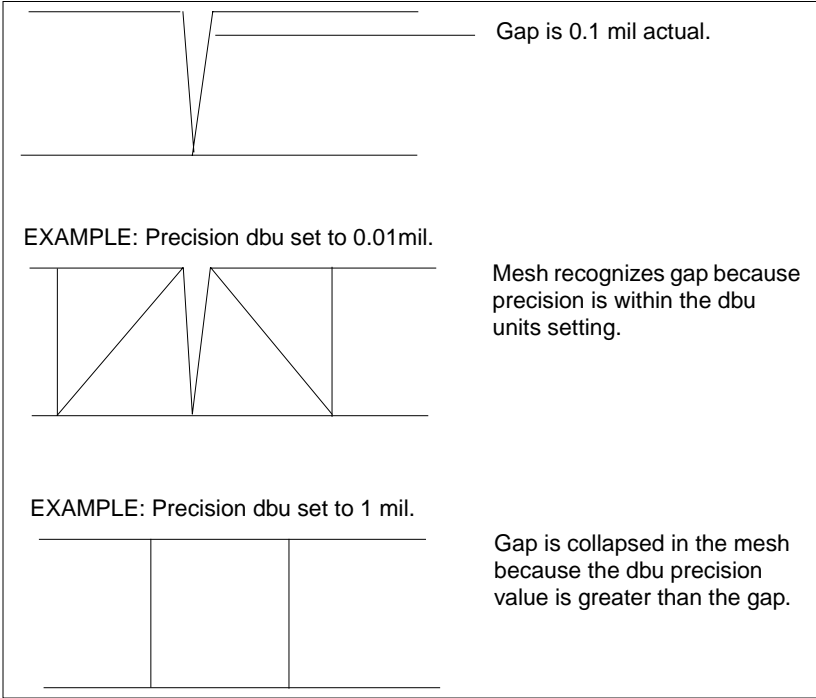 Gap is 0.1 mil actual.
EXAMPLE: Precision dbu set to 0.01mil.
Mesh recognizes gap because
precision is within the dbu
units setting.
EXAMPLE: Precision dbu set to 1 mil.
Gap is collapsed in the mesh
because the dbu precision
value is greater than the gap.